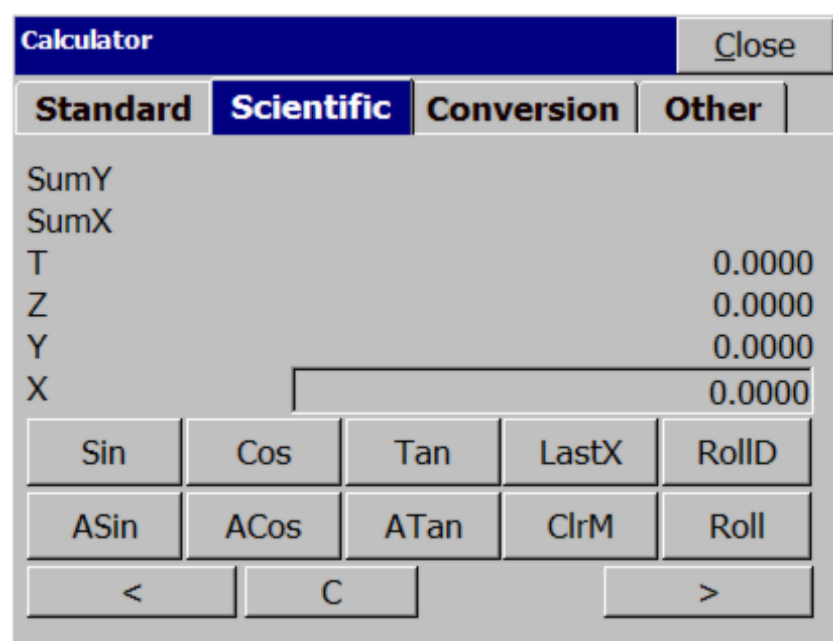 Calculator Close
Standard Scientific Conversion Other
SumY
SumX
T 0.0000
Z 0.0000
Y 0.0000
X 0.0000
Sin Cos Tan LastX RollD
ASin ACos ATan ClrM Roll
< C >